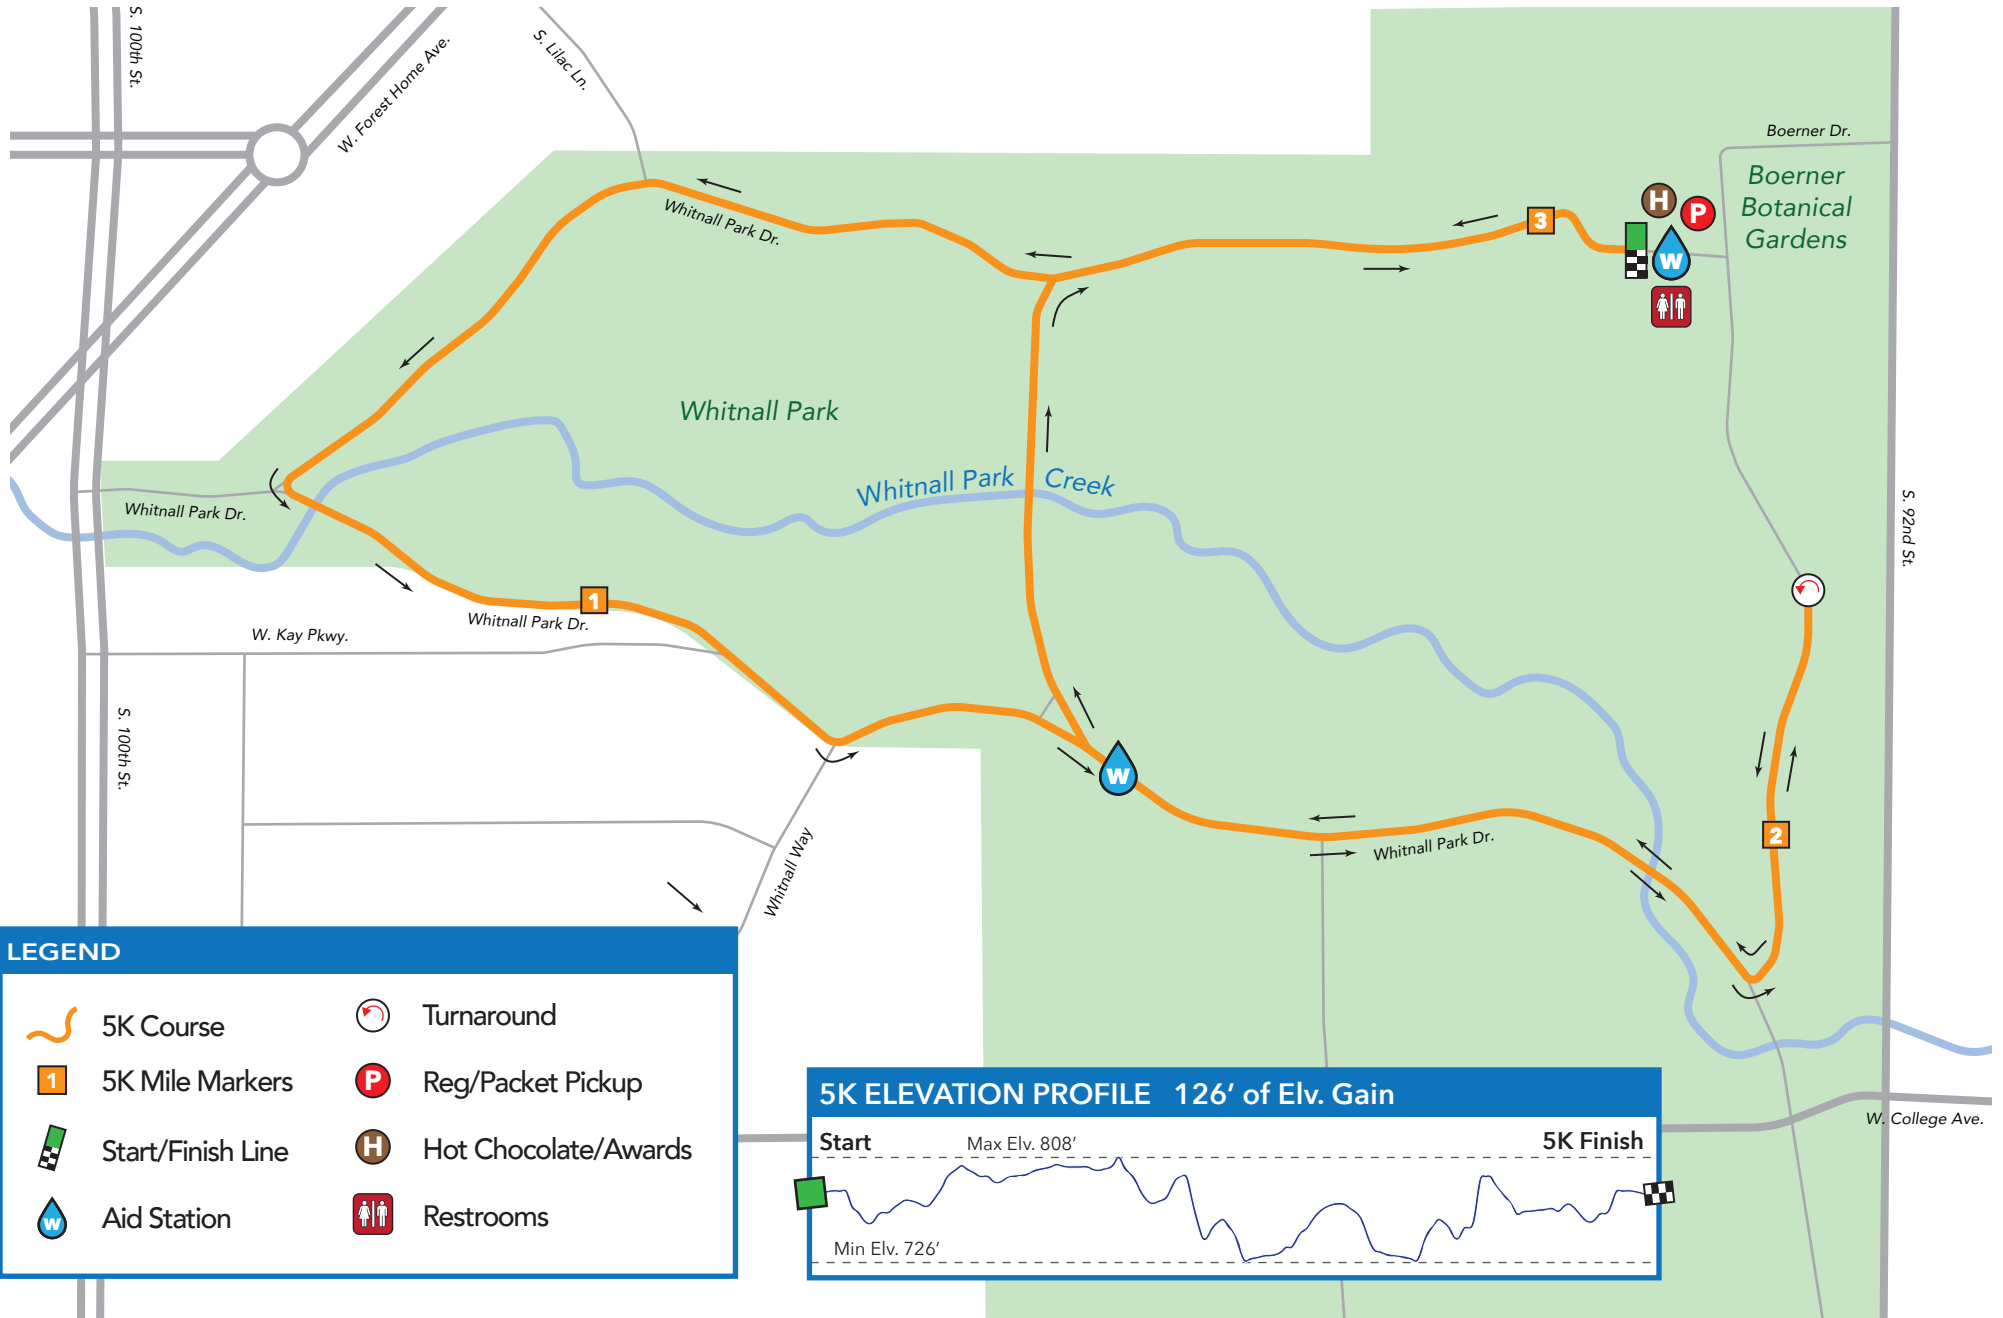 S. 100th St.
W. Forest Home Ave.
S. Lilac Ln.
Boerner Dr.
Boerner
Botanical
Gardens
H
P
3
W
Whitnall Park Dr.
Whitnall Park
Whitnall Park Creek
Whitnall Park Dr.
S. 92nd St.
1
Whitnall Park Dr.
W. Kay Pkwy.
S. 100th St.
W
2
Whitnall Park Dr.
Whitnall Way
W. College Ave.
LEGEND
5K Course
1 5K Mile Markers
Start/Finish Line
W Aid Station
Turnaround
P Reg/Packet Pickup
H Hot Chocolate/Awards
Restrooms
5K ELEVATION PROFILE 126’ of Elv. Gain
Start
Max Elv. 808’
5K Finish
Min Elv. 726’